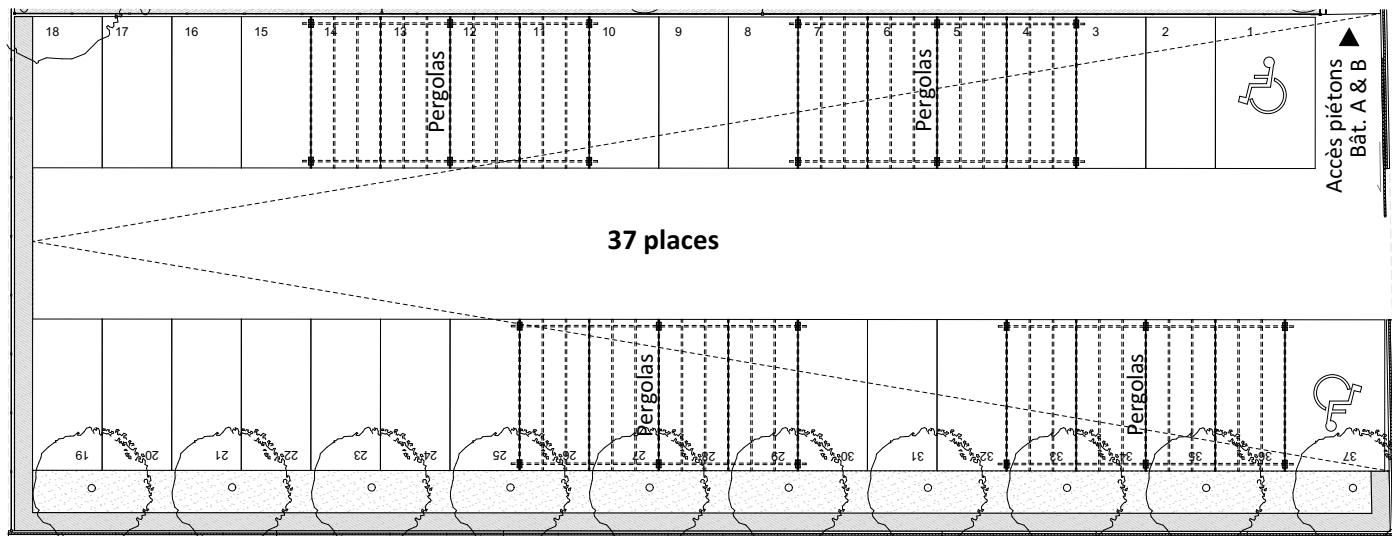 18 17 16 15 14 13 12 11 10 9 8 7 6 5 4 3 2 1
Pergolas
Pergolas
Accès piétons
Bât. A & B
37 places
Pergolas
Pergolas
19 20 21 22 23 24 25 26 27 28 29 30 31 32 33 34 35 36 37